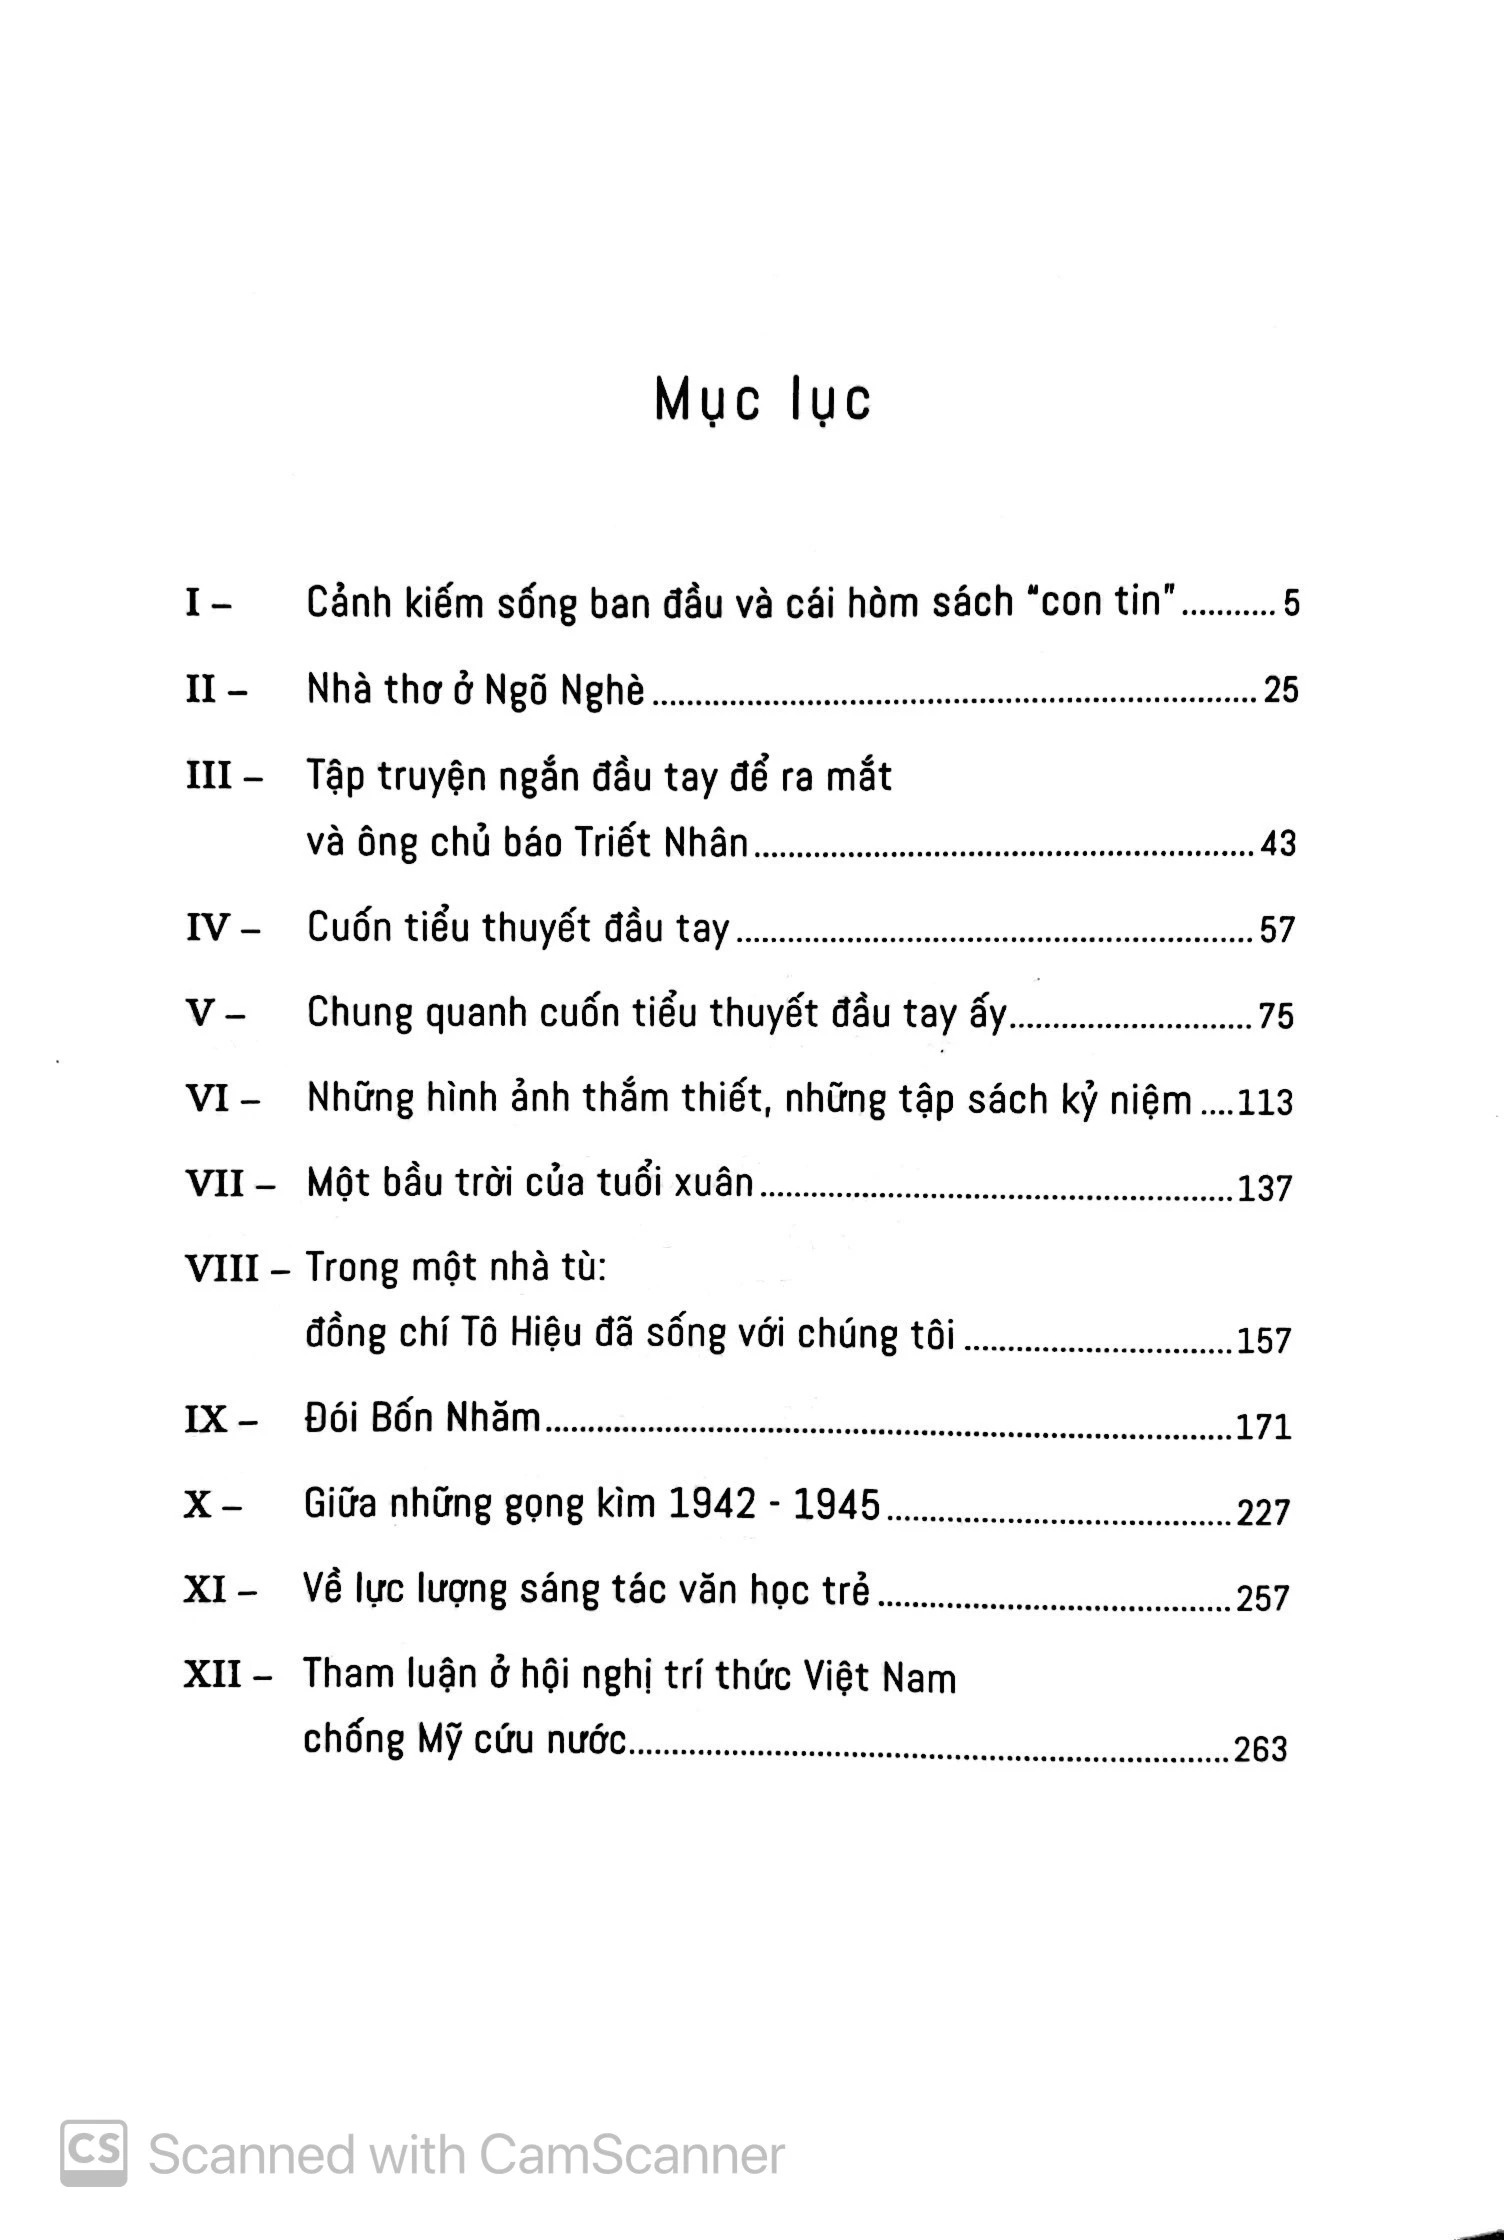 Mục lục
I – Cảnh kiếm sống ban đầu và cái hòm sách “con tin”........... 5
II – Nhà thơ ở Ngõ Nghè........................................................................ 25
III – Tập truyện ngắn đầu tay để ra mắt
và ông chủ báo Triết Nhân............................................................ 43
IV – Cuốn tiểu thuyết đầu tay.............................................................. 57
V – Chung quanh cuốn tiểu thuyết đầu tay ấy............................. 75
VI – Những hình ảnh thắm thiết, những tập sách kỷ niệm ....113
VII – Một bầu trời của tuổi xuân........................................................137
VIII – Trong một nhà tù:
đồng chí Tô Hiệu đã sống với chúng tôi ................................157
IX – Đói Bốn Nhăm..................................................................................171
X – Giữa những gọng kìm 1942 - 1945.........................................227
XI – Về lực lượng sáng tác văn học trẻ..........................................257
XII – Tham luận ở hội nghị trí thức Việt Nam
chống Mỹ cứu nước........................................................................263
CS Scanned with CamScanner